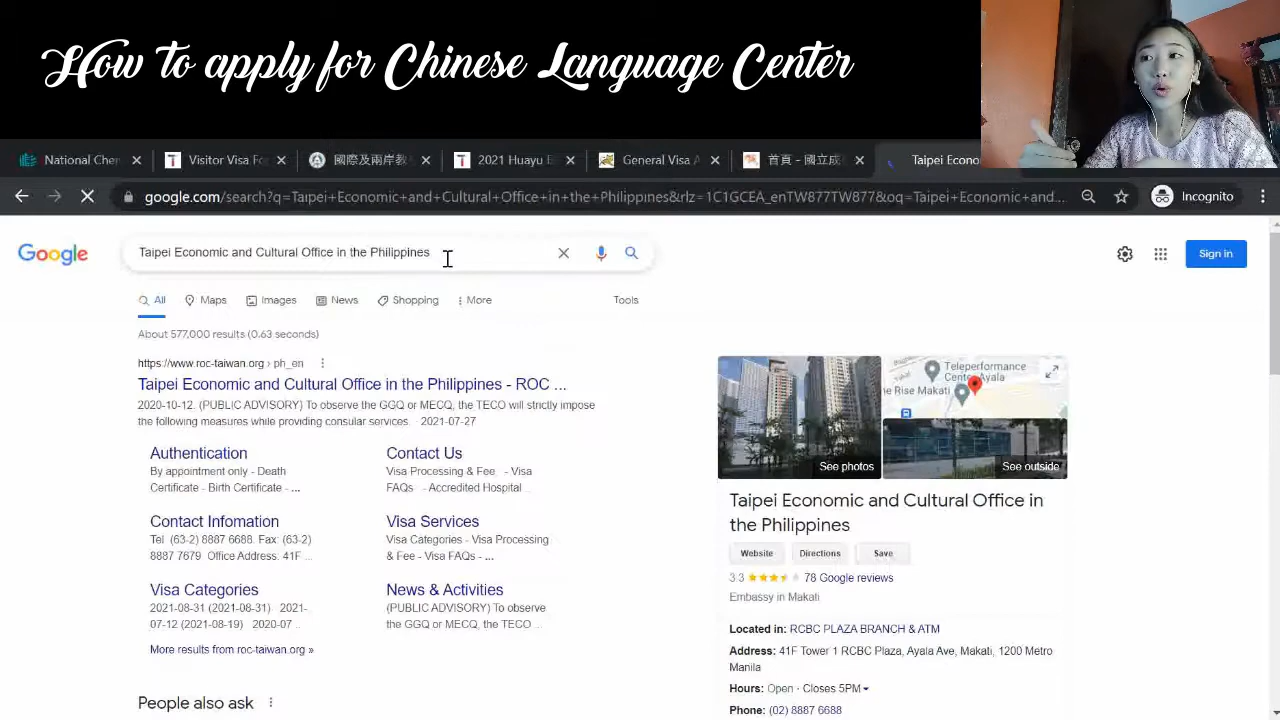 How to apply for Chinese Language Center
National Chen
Visitor Visa Fo
國際及兩岸教
2021 Huayu E
General Visa A
首頁 - 國立成
Taipei Econo
google.com/search?q=Taipei+Economic+and+Cultural+Office+in+the+Philippines&rlz=1C1GCEA_enTW877TW877&oq=Taipei+Economic+and...
Incognito
Google
Taipei Economic and Cultural Office in the Philippines
Sign in
All
Maps
Images
News
Shopping
More
Tools
About 577,000 results (0.63 seconds)
https://www.roc-taiwan.org › ph_en
Taipei Economic and Cultural Office in the Philippines - ROC ...
2020-10-12. (PUBLIC ADVISORY) To observe the GGQ or MECQ, the TECO will strictly impose
the following measures while providing consular services. 2021-07-27
Authentication
By appointment only - Death
Certificate - Birth Certificate - ...
Contact Us
Visa Processing & Fee - Visa
FAQs - Accredited Hospital
Contact Infomation
Tel (63-2) 8887 6688. Fax: (63-2)
8887 7679 Office Address: 41F ...
Visa Services
Visa Categories - Visa Processing
& Fee - Visa FAQs - ...
Visa Categories
2021-08-31 (2021-08-31) 2021-
07-12 (2021-08-19) 2020-07 ..
News & Activities
(PUBLIC ADVISORY) To observe
the GGQ or MECQ, the TECO ...
More results from roc-taiwan.org »
People also ask
Teleperformance
Center Ayala
he Rise Makati
See photos
See outside
Taipei Economic and Cultural Office in
the Philippines
Website
Directions
Save
3.3
78 Google reviews
Embassy in Makati
Located in: RCBC PLAZA BRANCH & ATM
Address: 41F Tower 1 RCBC Plaza, Ayala Ave, Makati, 1200 Metro
Manila
Hours: Open · Closes 5PM
Phone: (02) 8887 6688